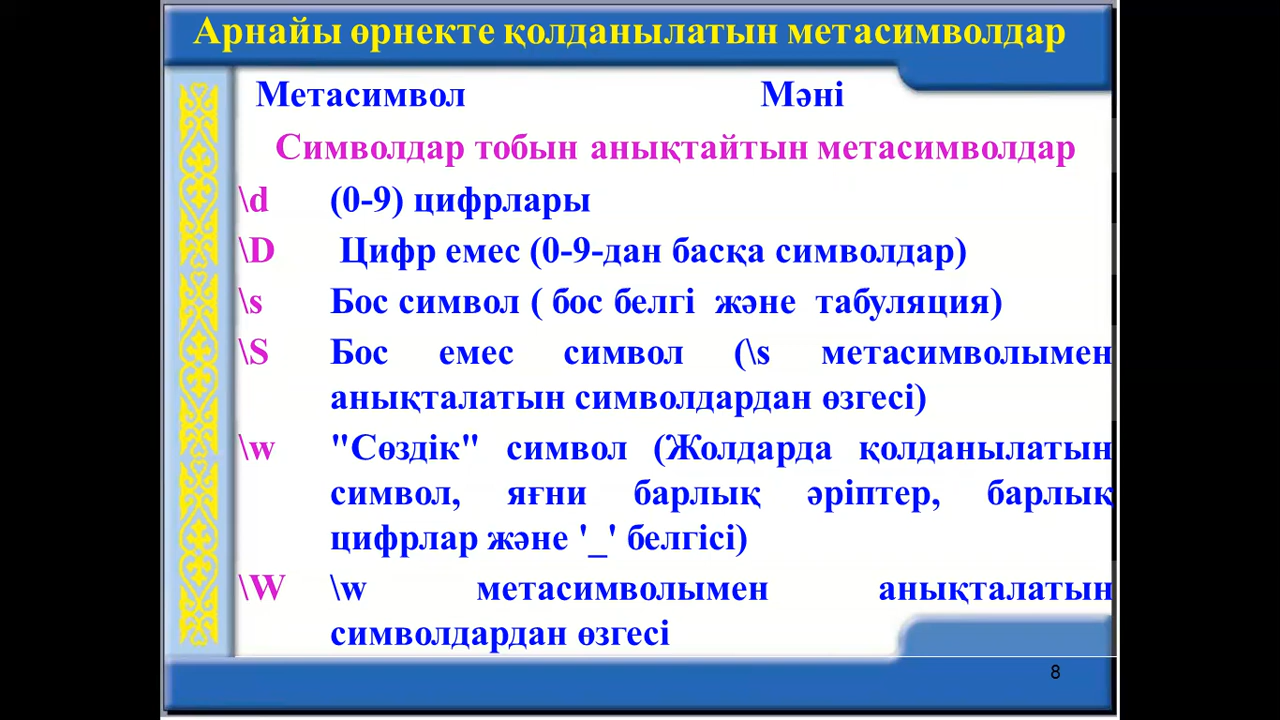 Арнайы өрнекте қолданылатын метасимволдар
Метасимвол Мәні
Символдар тобын анықтайтын метасимволдар
\d (0-9) цифрлары
\D Цифр емес (0-9-дан басқа символдар)
\s Бос символ ( бос белгі және табуляция)
\S Бос емес символ (\s метасимволымен
анықталатын символдардан өзгесі)
\w "Сөздік" символ (Жолдарда қолданылатын
символ, яғни барлық әріптер, барлық
цифрлар және '_' белгісі)
\W \w метасимволымен анықталатын
символдардан өзгесі
8